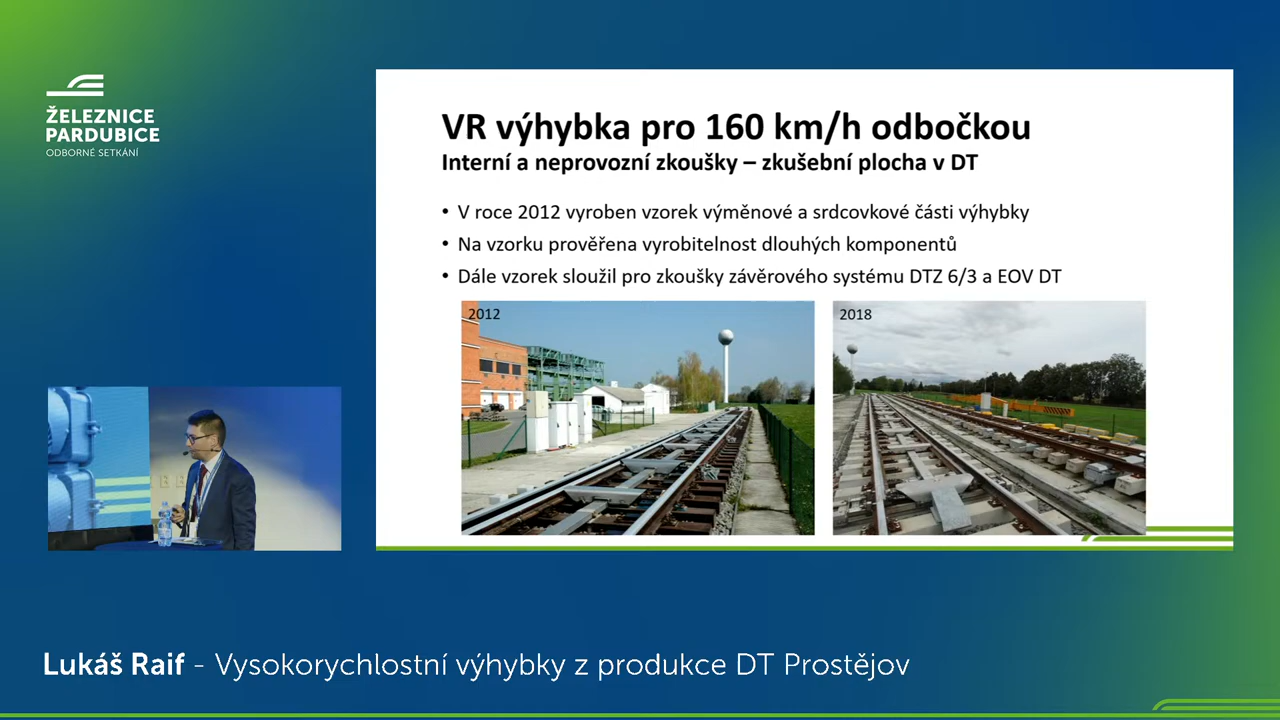 ŽELEZNICE
PARDUBICE
ODBORNÉ SETKÁNÍ
VR výhybka pro 160 km/h odbočkou
Interní a neprovozní zkoušky – zkušební plocha v DT
• V roce 2012 vyroben vzorek výměnové a srdcovkové části výhybky
• Na vzorku prověřena vyrobitelnost dlouhých komponentů
• Dále vzorek sloužil pro zkoušky závěrového systému DTZ 6/3 a EOV DT
2012
2018
Lukáš Raif - Vysokorychlostní výhybky z produkce DT Prostějov